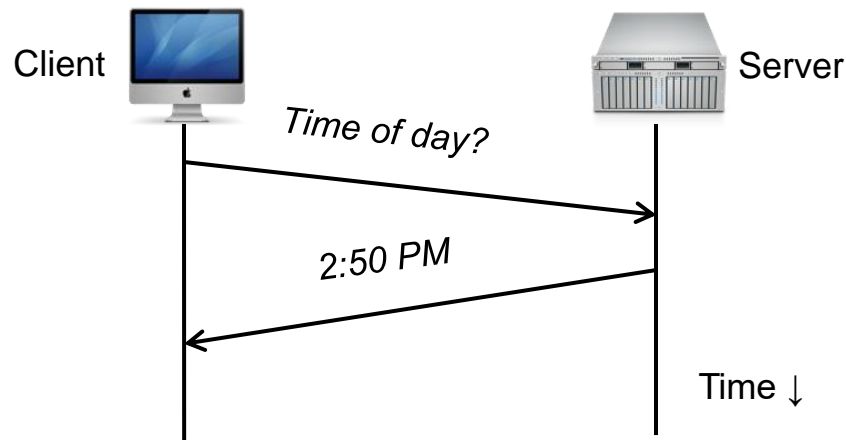 Client
Server
Time of day?
2:50 PM
Time ↓